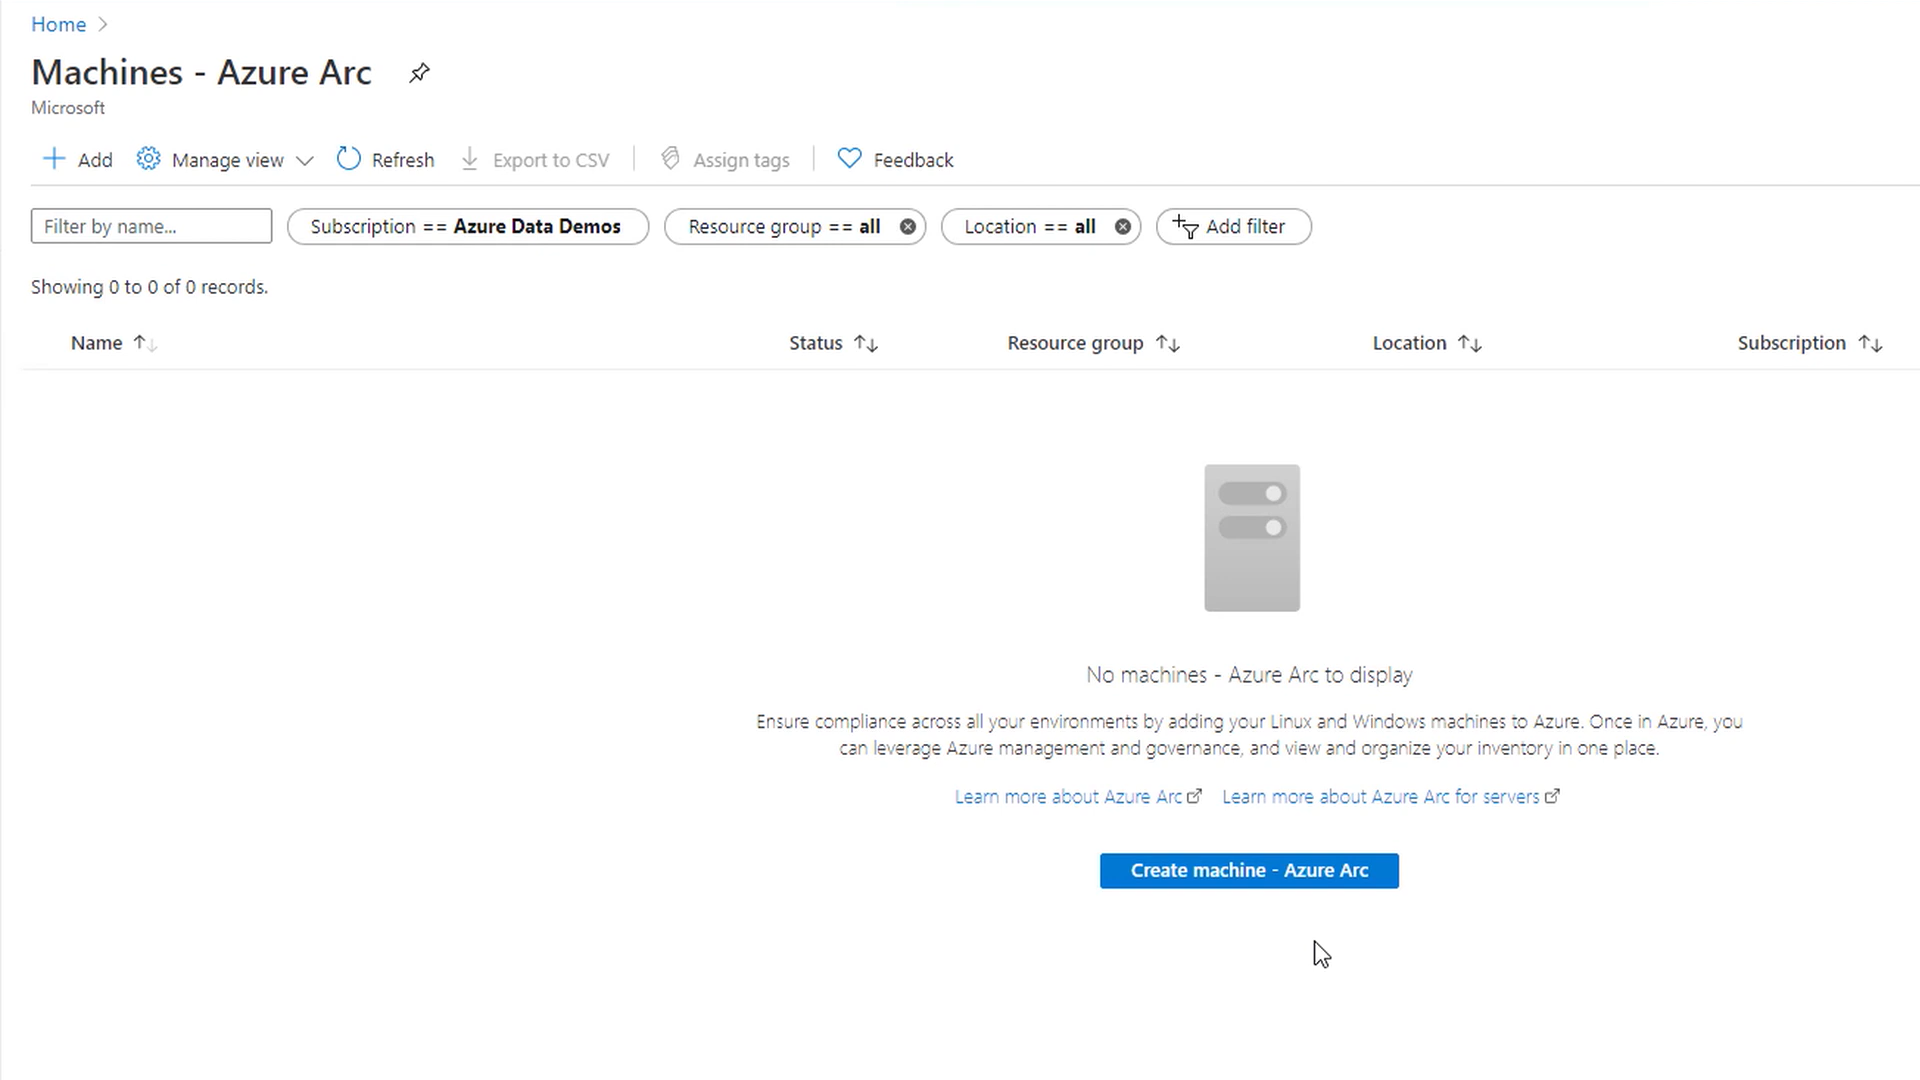 Home
Machines - Azure Arc
Microsoft
Add Manage view Refresh Export to CSV Assign tags Feedback
Filter by name... Subscription == Azure Data Demos Resource group == all Location == all Add filter
Showing 0 to 0 of 0 records.
Name Status Resource group Location Subscription
No machines - Azure Arc to display
Ensure compliance across all your environments by adding your Linux and Windows machines to Azure. Once in Azure, you
can leverage Azure management and governance, and view and organize your inventory in one place.
Learn more about Azure Arc Learn more about Azure Arc for servers
Create machine - Azure Arc